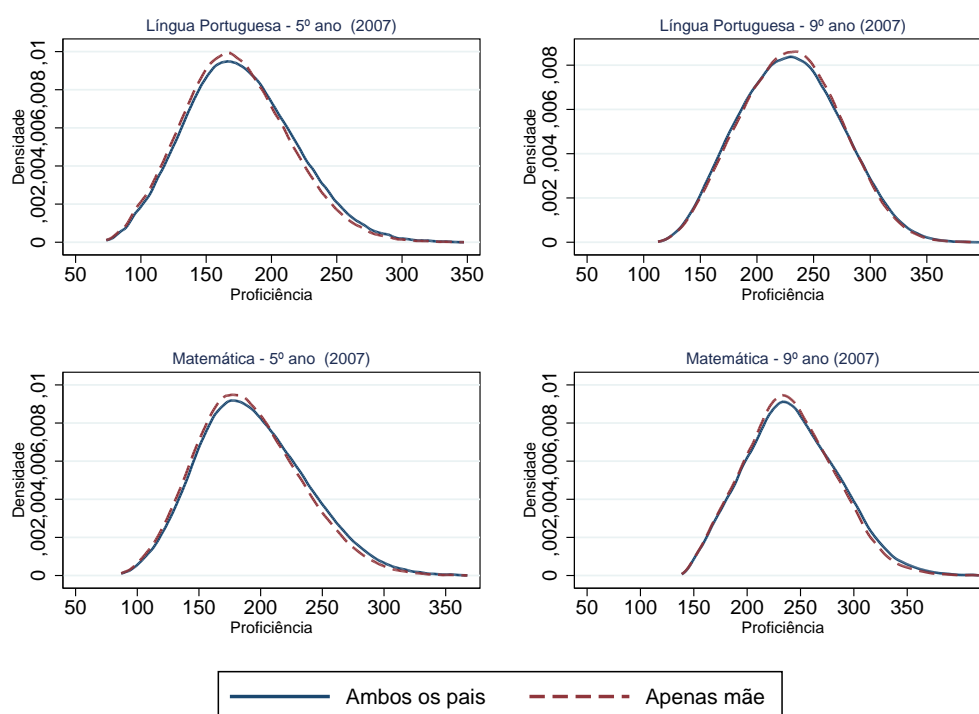 Língua Portuguesa - 5º ano (2007)
Densidade
0 ,002,004,006,008 ,01
50 100 150 200 250 300 350
Proficiência
Língua Portuguesa - 9º ano (2007)
Densidade
0 ,002 ,004 ,006 ,008
50 100 150 200 250 300 350
Proficiência
Matemática - 5º ano (2007)
Densidade
0 ,002,004,006,008 ,01
50 100 150 200 250 300 350
Proficiência
Matemática - 9º ano (2007)
Densidade
0 ,002,004,006,008 ,01
50 100 150 200 250 300 350
Proficiência
Ambos os pais Apenas mãe